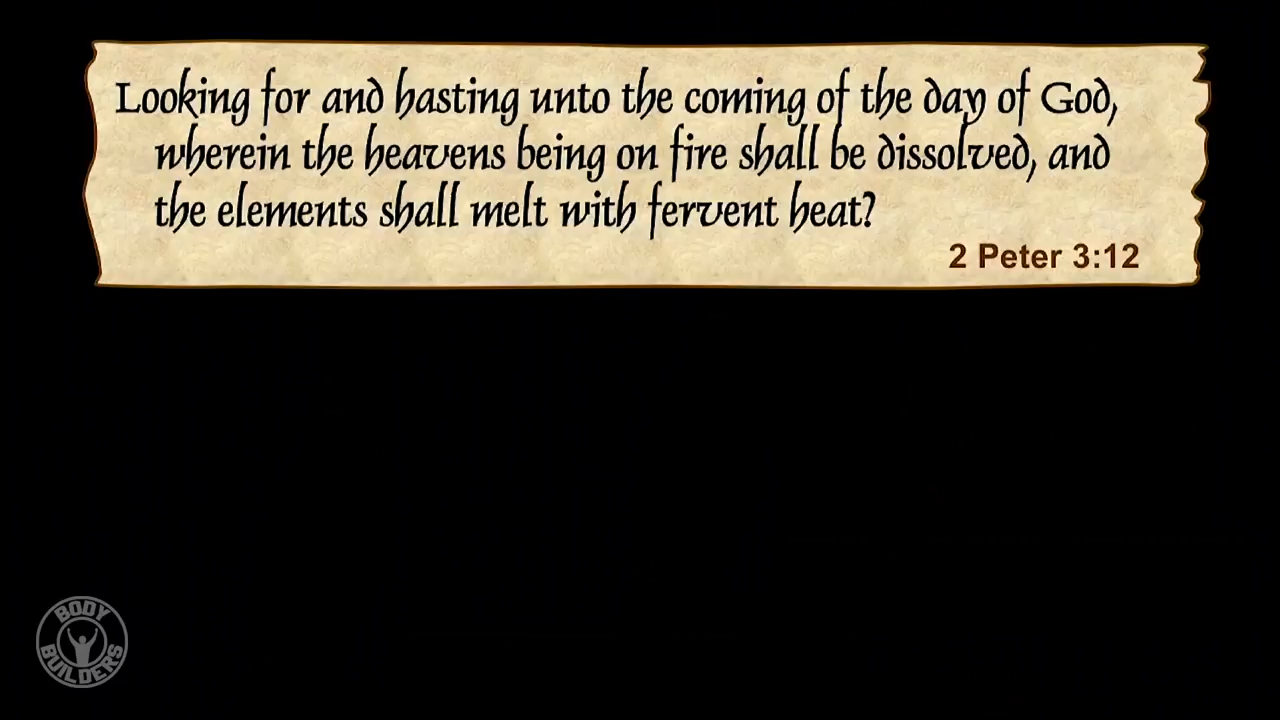 Looking for and hasting unto the coming of the day of God,
wherein the heavens being on fire shall be dissolved, and
the elements shall melt with fervent heat?
2 Peter 3:12
BODY
BUILDERS